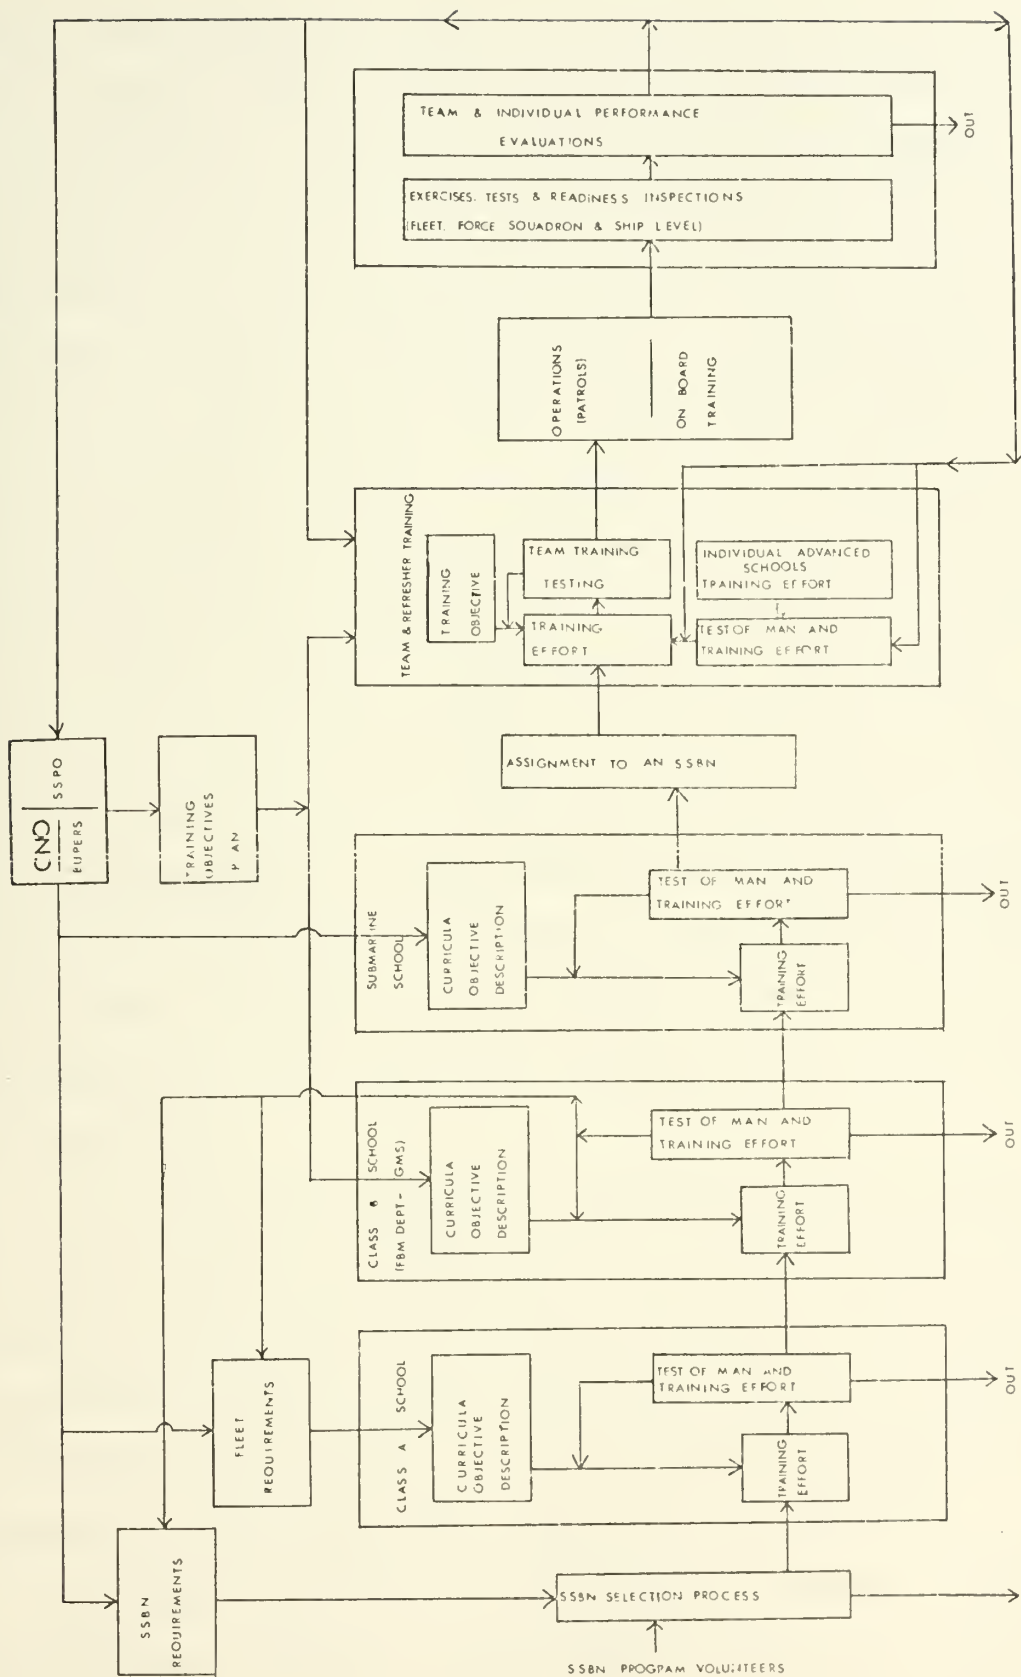 CNO
SSPO
BUPERS
TRAINING
OBJECTIVES
PLAN
SSBN
REQUIREMENTS
FLEET
REQUIREMENTS
SSBN PROGRAM VOLUNTEERS
SSBN SELECTION PROCESS
CLASS A SCHOOL
CURRICULA
OBJECTIVE
DESCRIPTION
TRAINING
EFFORT
TEST OF MAN AND
TRAINING EFFORT
OUT
CLASS B SCHOOL
(FBM DEPT- GMS)
CURRICULA
OBJECTIVE
DESCRIPTION
TRAINING
EFFORT
TEST OF MAN AND
TRAINING EFFORT
OUT
SUBMARINE
SCHOOL
CURRICULA
OBJECTIVE
DESCRIPTION
TRAINING
EFFORT
TEST OF MAN AND
TRAINING EFFORT
OUT
ASSIGNMENT TO AN SSBN
TEAM & REFRESHER TRAINING
TRAINING
OBJECTIVE
TRAINING
EFFORT
TEAM TRAINING
TESTING
TEST OF MAN AND
TRAINING EFFORT
INDIVIDUAL ADVANCED
SCHOOLS
TRAINING EFFORT
OPERATIONS
(PATROLS)
ON BOARD
TRAINING
EXERCISES, TESTS & READINESS INSPECTIONS
(FLEET, FORCE SQUADRON & SHIP LEVEL)
TEAM & INDIVIDUAL PERFORMANCE
EVALUATIONS
OUT